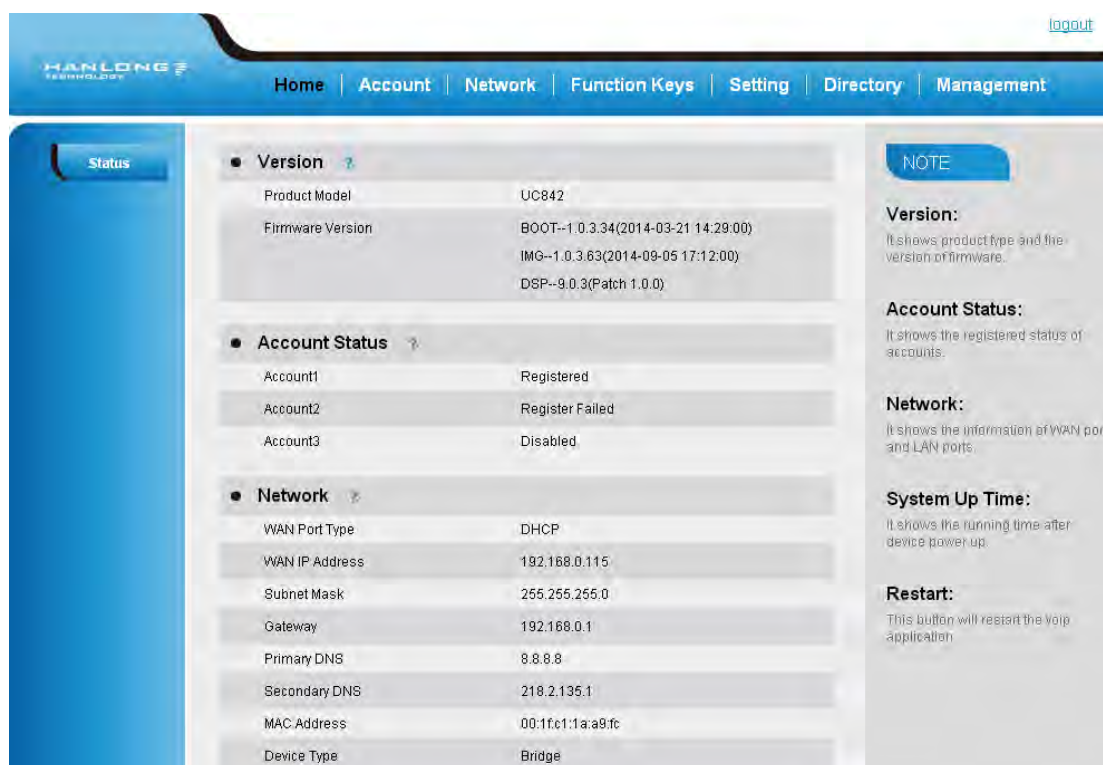 logout
HANLONG
TECHNOLOGY
Home | Account | Network | Function Keys | Setting | Directory | Management
Status
Version ?
Product Model UC842
Firmware Version BOOT--1.0.3.34(2014-03-21 14:29:00)
IMG--1.0.3.63(2014-09-05 17:12:00)
DSP--9.0.3(Patch 1.0.0)
Account Status ?
Account1 Registered
Account2 Register Failed
Account3 Disabled
Network ?
WAN Port Type DHCP
WAN IP Address 192.168.0.115
Subnet Mask 255.255.255.0
Gateway 192.168.0.1
Primary DNS 8.8.8.8
Secondary DNS 218.2.135.1
MAC Address 00:1f:c1:1a:a9:fc
Device Type Bridge
NOTE
Version:
It shows product type and the
version of firmware.
Account Status:
It shows the registered status of
accounts.
Network:
It shows the information of WAN por
and LAN ports.
System Up Time:
It shows the running time after
device power up
Restart:
This button will restart the voip
application